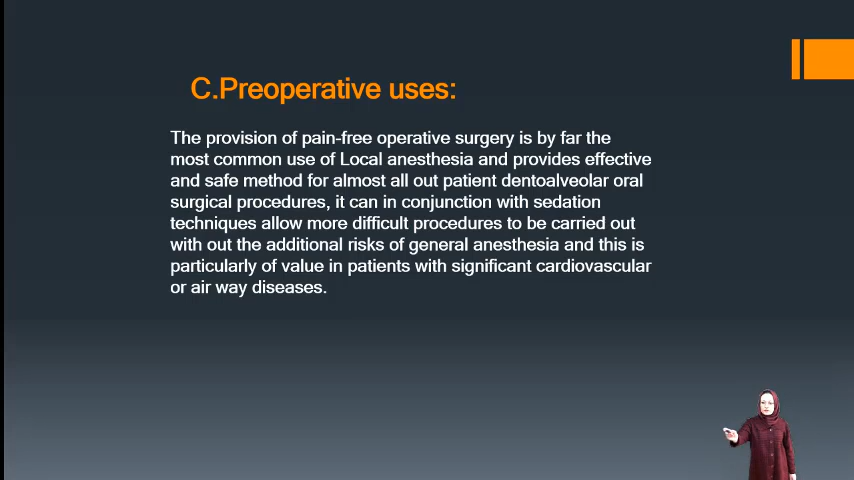 C.Preoperative uses:
The provision of pain-free operative surgery is by far the
most common use of Local anesthesia and provides effective
and safe method for almost all out patient dentoalveolar oral
surgical procedures, it can in conjunction with sedation
techniques allow more difficult procedures to be carried out
with out the additional risks of general anesthesia and this is
particularly of value in patients with significant cardiovascular
or air way diseases.